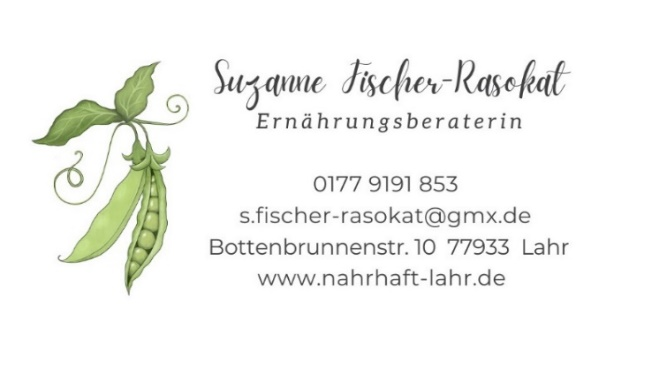 Suzanne Fischer-Rasokat
Ernährungsberaterin
0177 9191 853
s.fischer-rasokat@gmx.de
Bottenbrunnenstr. 10 77933 Lahr
www.nahrhaft-lahr.de